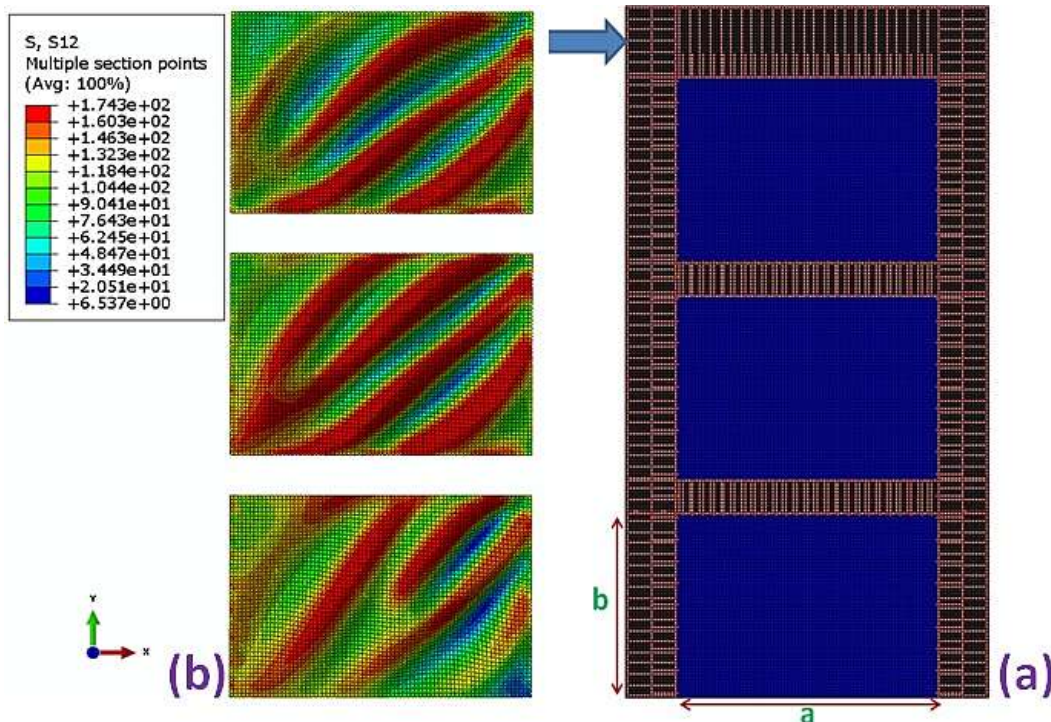 S, S12
Multiple section points
(Avg: 100%)
+1.743e+02
+1.603e+02
+1.463e+02
+1.323e+02
+1.184e+02
+1.044e+02
+9.041e+01
+7.643e+01
+6.245e+01
+4.847e+01
+3.449e+01
+2.051e+01
+6.537e+00
Y
X
(b)
b
a
(a)